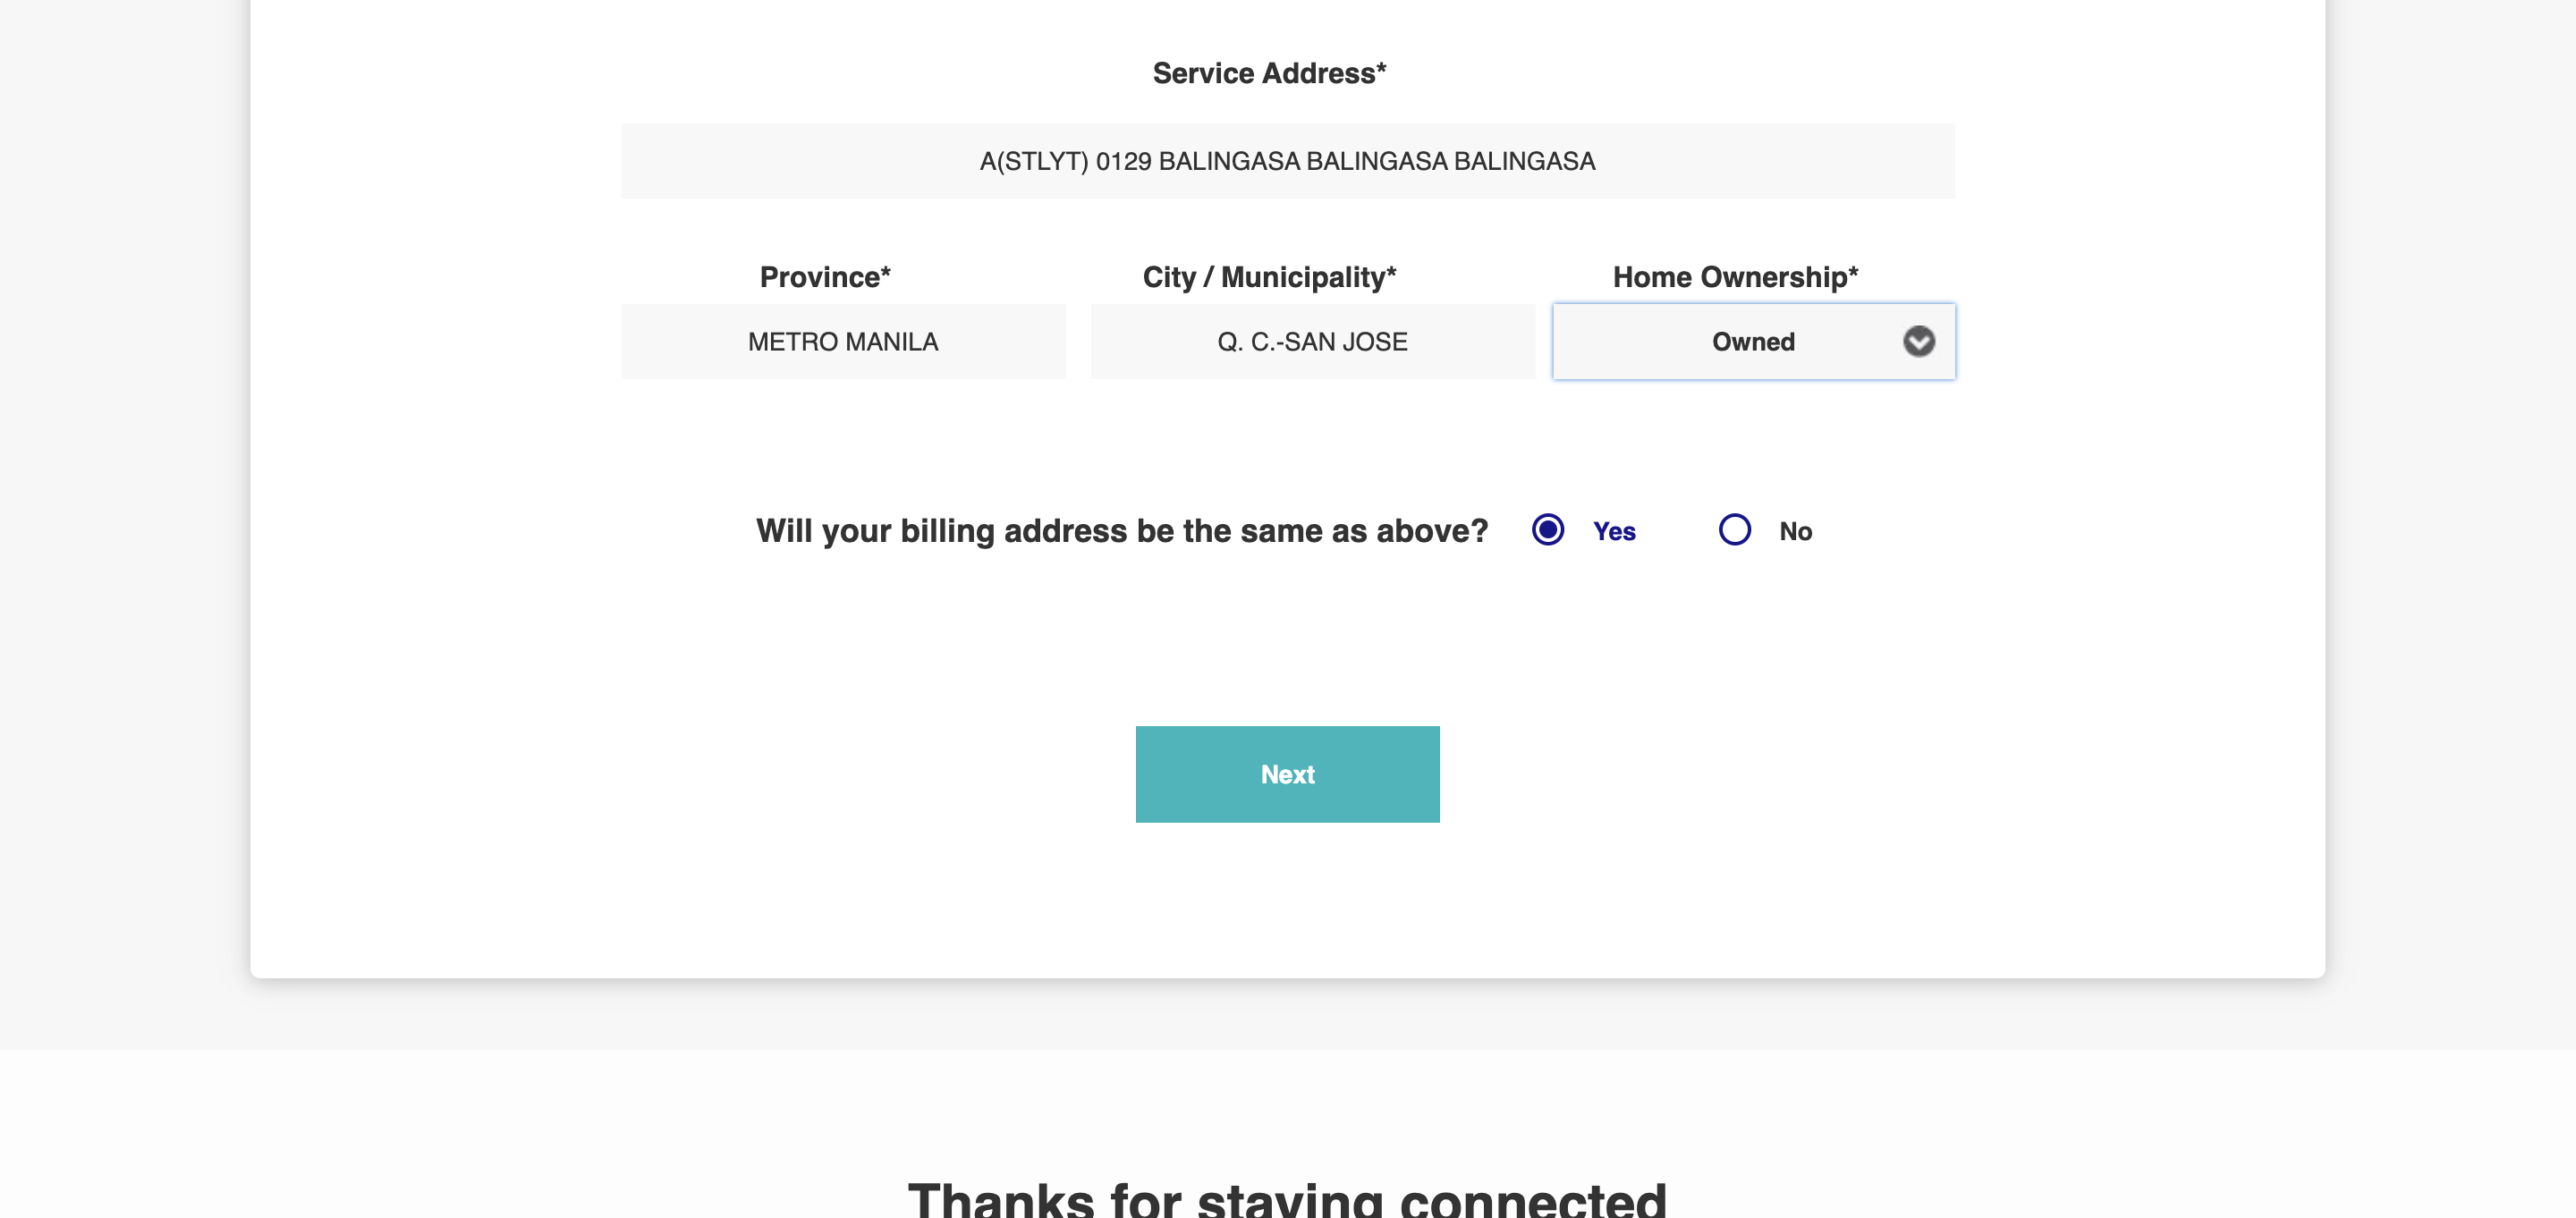 Service Address*
A(STLYT) 0129 BALINGASA BALINGASA BALINGASA
Province* City / Municipality* Home Ownership*
METRO MANILA Q. C.-SAN JOSE Owned
Will your billing address be the same as above? Yes No
Next
Thanks for staying connected